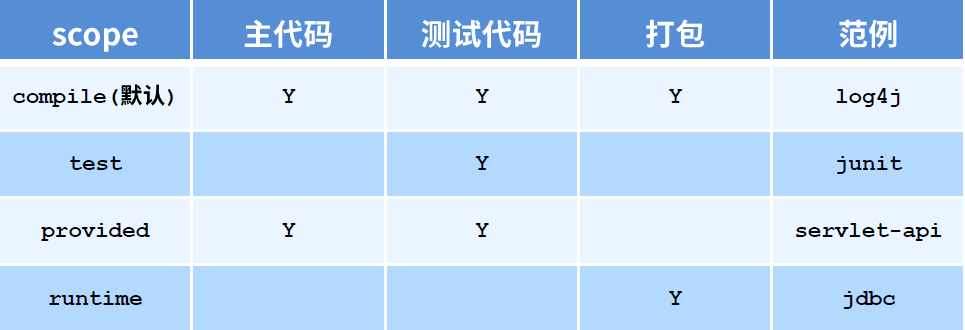 scope 主代码 测试代码 打包 范例
compile(默认) Y Y Y log4j
test Y junit
provided Y Y servlet-api
runtime Y jdbc